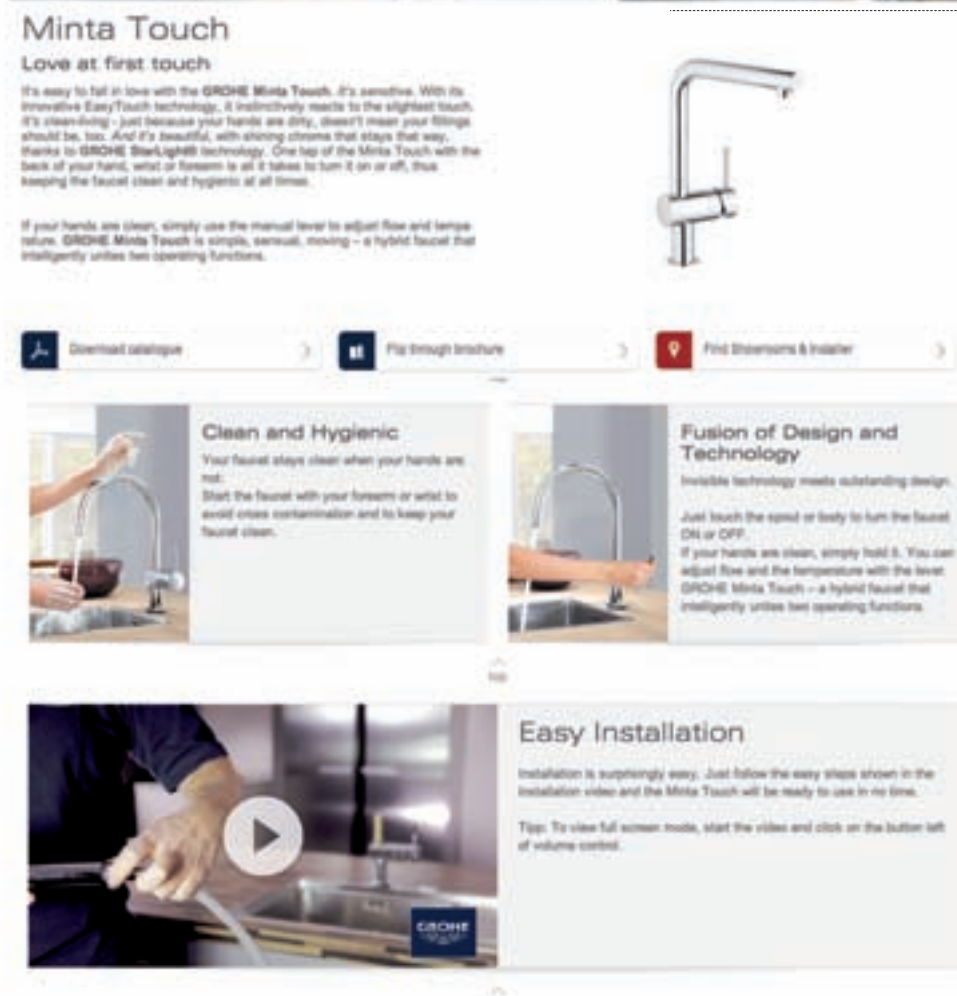 Minta Touch
Love at first touch
It's easy to fall in love with the GROHE Minta Touch. It's sensitive. With its
innovative EasyTouch technology, it instinctively reacts to the slightest touch.
It's clean-living - just because your hands are dirty, doesn't mean your fittings
should be, too. And it's beautiful, with shining chrome that stays that way,
thanks to GROHE StarLight® technology. One tap of the Minta Touch with the
back of your hand, wrist or forearm is all it takes to turn it on or off, thus
keeping the faucet clean and hygienic at all times.
If your hands are clean, simply use the manual lever to adjust flow and tempe
rature. GROHE Minta Touch is simple, sensual, moving – a hybrid faucet that
intelligently unites two operating functions.
Download catalogue
Flip through brochure
Find Showrooms & Installer
Clean and Hygienic
Your faucet stays clean when your hands are
not:
Start the faucet with your forearm or wrist to
avoid cross contamination and to keep your
faucet clean.
Fusion of Design and
Technology
Invisible technology meets outstanding design.
Just touch the spout or body to turn the faucet
ON or OFF.
If your hands are clean, simply hold it. You can
adjust flow and the temperature with the lever.
GROHE Minta Touch – a hybrid faucet that
intelligently unites two operating functions.
top
Easy Installation
Installation is surprisingly easy. Just follow the easy steps shown in the
installation video and the Minta Touch will be ready to use in no time.
Tipp: To view full screen mode, start the video and click on the button left
of volume control.
GROHE